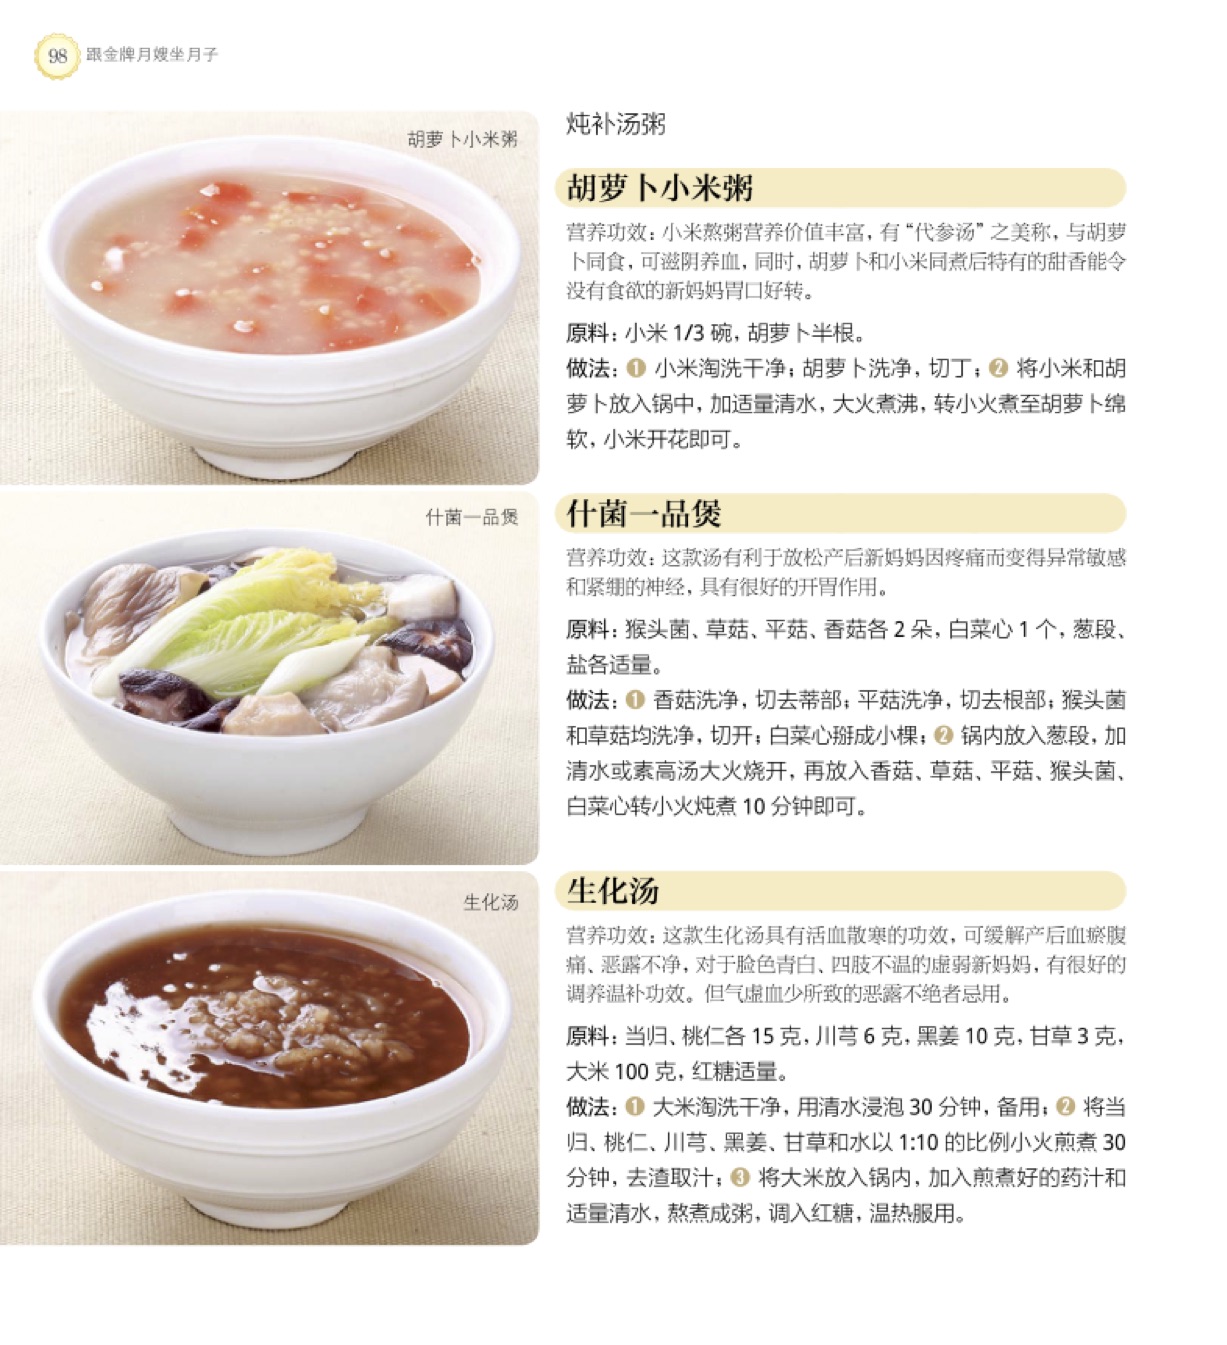 98 跟金牌月嫂坐月子
胡萝卜小米粥
炖补汤粥
胡萝卜小米粥
营养功效：小米熬粥营养价值丰富，有“代参汤”之美称，与胡萝
卜同食，可滋阴养血，同时，胡萝卜和小米同煮后特有的甜香能令
没有食欲的新妈妈胃口好转。
原料：小米 1/3 碗，胡萝卜半根。
做法：❶ 小米淘洗干净；胡萝卜洗净，切丁；❷ 将小米和胡
萝卜放入锅中，加适量清水，大火煮沸，转小火煮至胡萝卜绵
软，小米开花即可。
什菌一品煲
什菌一品煲
营养功效：这款汤有利于放松产后新妈妈因疼痛而变得异常敏感
和紧绷的神经，具有很好的开胃作用。
原料：猴头菌、草菇、平菇、香菇各 2 朵，白菜心 1 个，葱段、
盐各适量。
做法：❶ 香菇洗净，切去蒂部；平菇洗净，切去根部；猴头菌
和草菇均洗净，切开；白菜心掰成小棵；❷ 锅内放入葱段，加
清水或素高汤大火烧开，再放入香菇、草菇、平菇、猴头菌、
白菜心转小火炖煮 10 分钟即可。
生化汤
生化汤
营养功效：这款生化汤具有活血散寒的功效，可缓解产后血瘀腹
痛、恶露不净，对于脸色青白、四肢不温的虚弱新妈妈，有很好的
调养温补功效。但气虚血少所致的恶露不绝者忌用。
原料：当归、桃仁各 15 克，川芎 6 克，黑姜 10 克，甘草 3 克，
大米 100 克，红糖适量。
做法：❶ 大米淘洗干净，用清水浸泡 30 分钟，备用；❷ 将当
归、桃仁、川芎、黑姜、甘草和水以 1:10 的比例小火煎煮 30
分钟，去渣取汁；❸ 将大米放入锅内，加入煎煮好的药汁和
适量清水，熬煮成粥，调入红糖，温热服用。